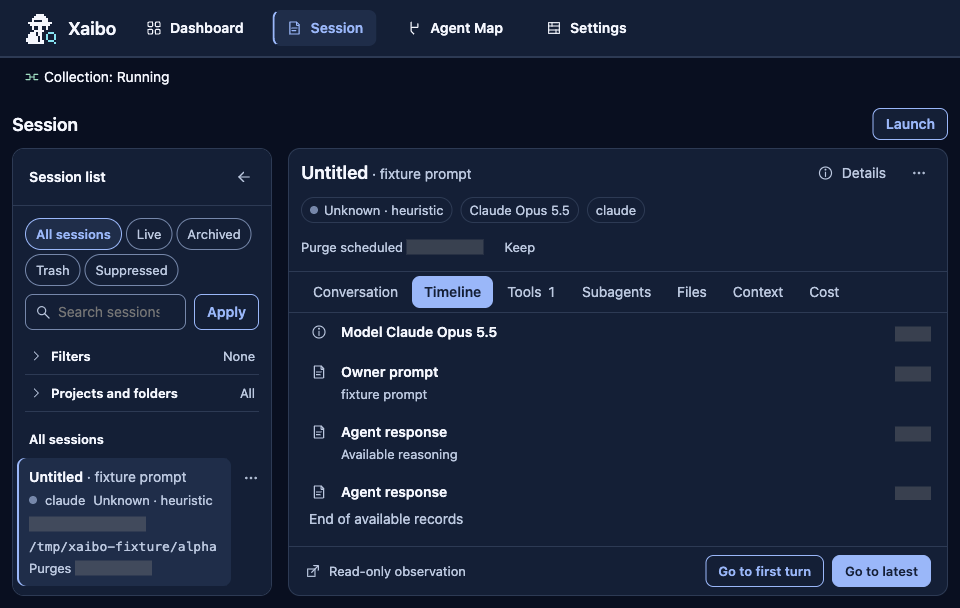 Xaibo Dashboard Session Agent Map Settings
Collection: Running
Session
Launch
Session list
All sessions Live Archived
Trash Suppressed
Search sessions Apply
Filters None
Projects and folders All
All sessions
Untitled · fixture prompt
claude Unknown · heuristic
/tmp/xaibo-fixture/alpha
Purges
Untitled · fixture prompt
Details
Unknown · heuristic Claude Opus 5.5 claude
Purge scheduled Keep
Conversation Timeline Tools 1 Subagents Files Context Cost
Model Claude Opus 5.5
Owner prompt
fixture prompt
Agent response
Available reasoning
Agent response
End of available records
Read-only observation
Go to first turn Go to latest